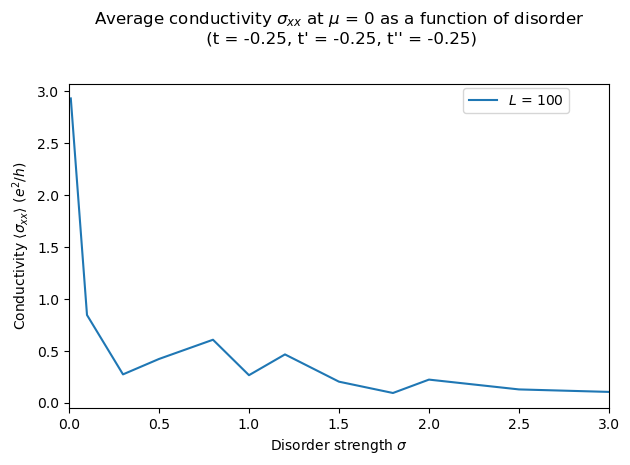 Average conductivity σxx at μ = 0 as a function of disorder
(t = -0.25, t' = -0.25, t'' = -0.25)
L = 100
Conductivity ⟨σxx⟩ (e²/h)
3.0
2.5
2.0
1.5
1.0
0.5
0.0
0.0 0.5 1.0 1.5 2.0 2.5 3.0
Disorder strength σ